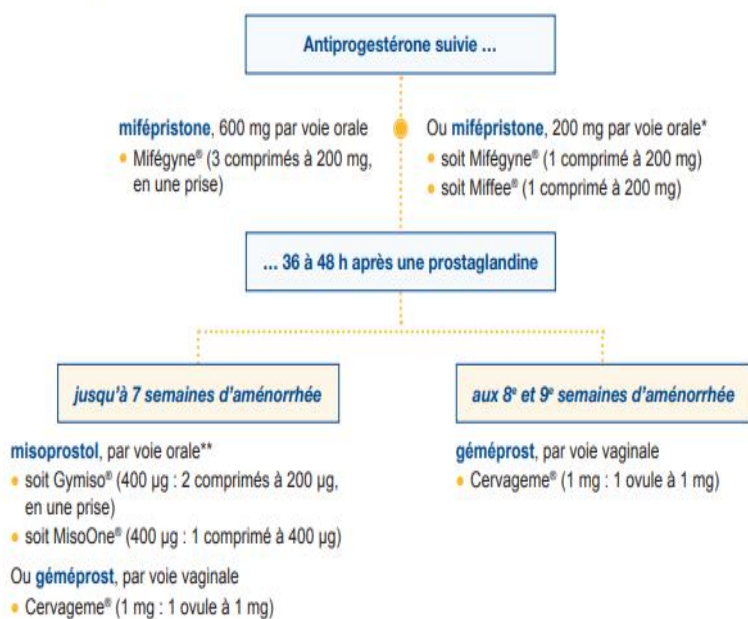 Antiprogestérone suivie ...
mifépristone, 600 mg par voie orale
• Mifégyne® (3 comprimés à 200 mg,
en une prise)
Ou mifépristone, 200 mg par voie orale*
• soit Mifégyne® (1 comprimé à 200 mg)
• soit Miffee® (1 comprimé à 200 mg)
... 36 à 48 h après une prostaglandine
jusqu'à 7 semaines d'aménorrhée
misoprostol, par voie orale**
• soit Gymiso® (400 µg : 2 comprimés à 200 µg,
en une prise)
• soit MisoOne® (400 µg : 1 comprimé à 400 µg)
Ou géméprost, par voie vaginale
• Cervageme® (1 mg : 1 ovule à 1 mg)
aux 8e et 9e semaines d'aménorrhée
géméprost, par voie vaginale
• Cervageme® (1 mg : 1 ovule à 1 mg)